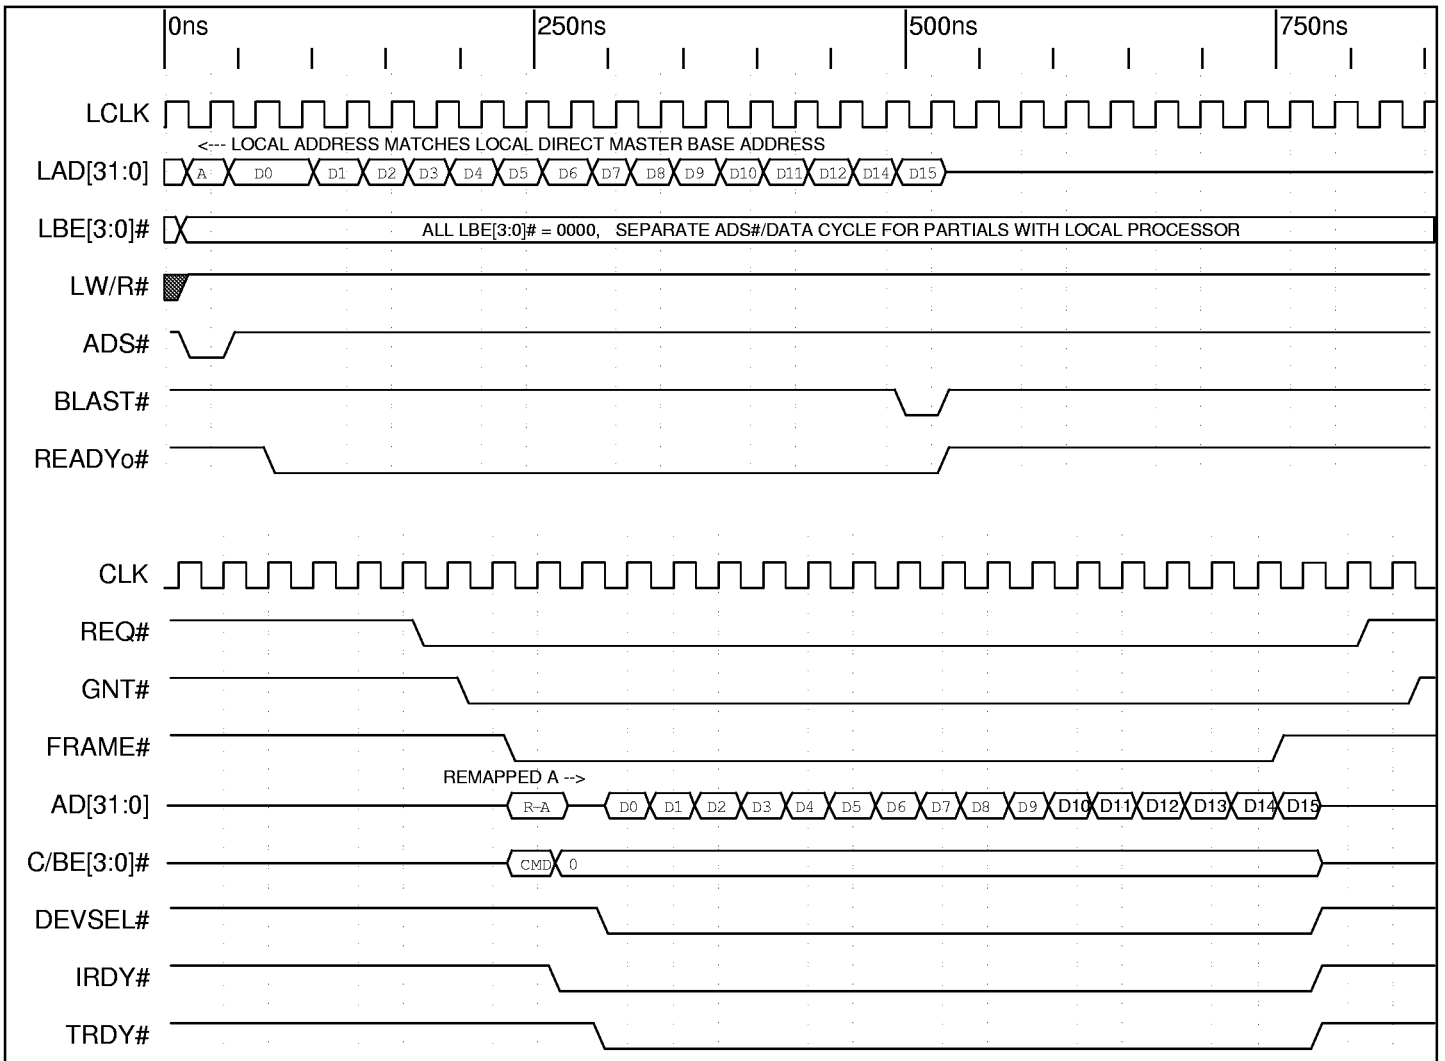 0ns 250ns 500ns 750ns
LCLK
<--- LOCAL ADDRESS MATCHES LOCAL DIRECT MASTER BASE ADDRESS
LAD[31:0] A D0 D1 D2 D3 D4 D5 D6 D7 D8 D9 D10 D11 D12 D14 D15
LBE[3:0]# ALL LBE[3:0]# = 0000, SEPARATE ADS#/DATA CYCLE FOR PARTIALS WITH LOCAL PROCESSOR
LW/R#
ADS#
BLAST#
READYo#
CLK
REQ#
GNT#
FRAME#
REMAPPED A -->
AD[31:0] R-A D0 D1 D2 D3 D4 D5 D6 D7 D8 D9 D10 D11 D12 D13 D14 D15
C/BE[3:0]# CMD 0
DEVSEL#
IRDY#
TRDY#